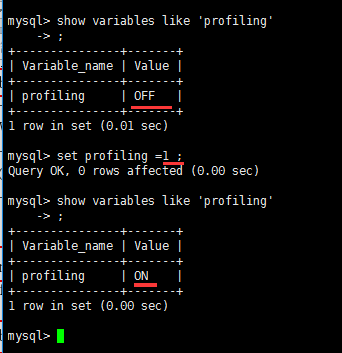 mysql> show variables like 'profiling'
    -> ;
+---------------+-------+
| Variable_name | Value |
+---------------+-------+
| profiling     | OFF   |
+---------------+-------+
1 row in set (0.01 sec)
mysql> set profiling =1 ;
Query OK, 0 rows affected (0.00 sec)
mysql> show variables like 'profiling'
    -> ;
+---------------+-------+
| Variable_name | Value |
+---------------+-------+
| profiling     | ON    |
+---------------+-------+
1 row in set (0.00 sec)
mysql>